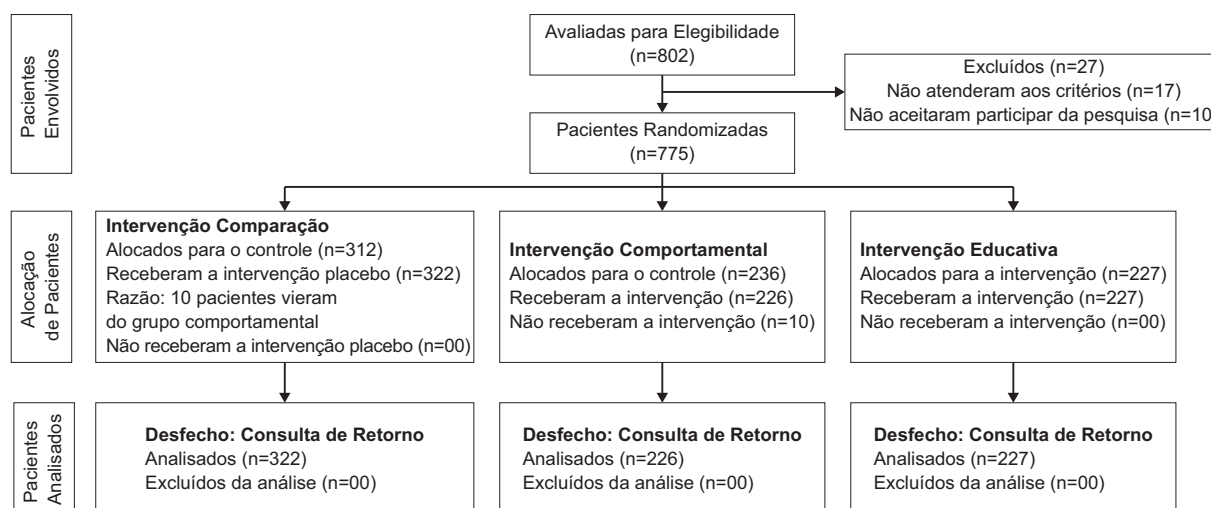 Pacientes
Envolvidos
Avaliadas para Elegibilidade
(n=802)
Excluídos (n=27)
Não atenderam aos critérios (n=17)
Não aceitaram participar da pesquisa (n=10
Pacientes Randomizadas
(n=775)
Alocação
de Pacientes
Intervenção Comparação
Alocados para o controle (n=312)
Receberam a intervenção placebo (n=322)
Razão: 10 pacientes vieram
do grupo comportamental
Não receberam a intervenção placebo (n=00)
Intervenção Comportamental
Alocados para o controle (n=236)
Receberam a intervenção (n=226)
Não receberam a intervenção (n=10)
Intervenção Educativa
Alocados para a intervenção (n=227)
Receberam a intervenção (n=227)
Não receberam a intervenção (n=00)
Pacientes
Analisados
Desfecho: Consulta de Retorno
Analisados (n=322)
Excluídos da análise (n=00)
Desfecho: Consulta de Retorno
Analisados (n=226)
Excluídos da análise (n=00)
Desfecho: Consulta de Retorno
Analisados (n=227)
Excluídos da análise (n=00)